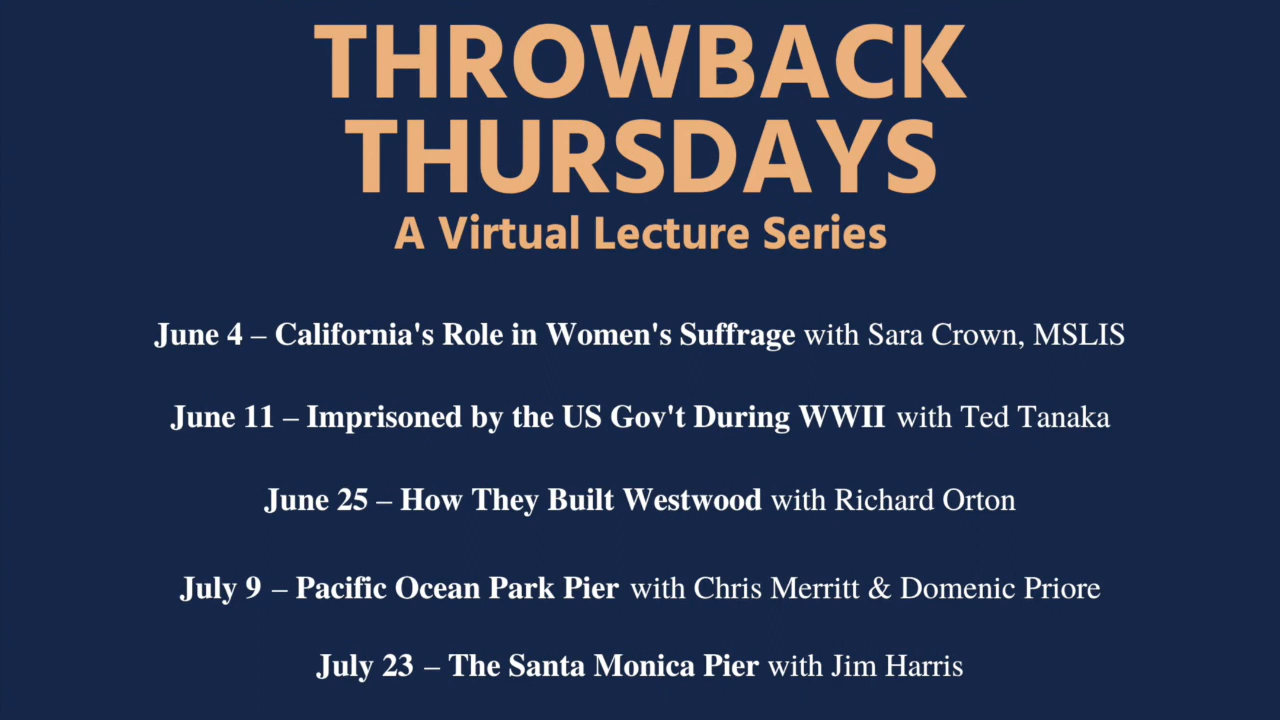 THROWBACK
THURSDAYS
A Virtual Lecture Series
June 4 – California's Role in Women's Suffrage with Sara Crown, MSLIS
June 11 – Imprisoned by the US Gov't During WWII with Ted Tanaka
June 25 – How They Built Westwood with Richard Orton
July 9 – Pacific Ocean Park Pier with Chris Merritt & Domenic Priore
July 23 – The Santa Monica Pier with Jim Harris